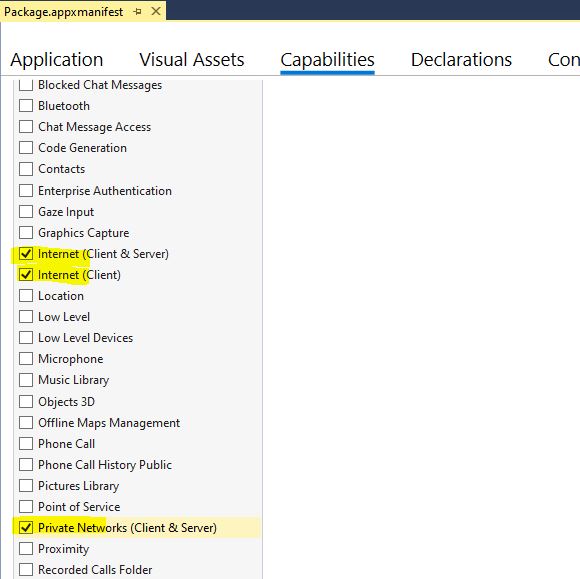 Package.appxmanifest
Application Visual Assets Capabilities Declarations Con
Blocked Chat Messages
Bluetooth
Chat Message Access
Code Generation
Contacts
Enterprise Authentication
Gaze Input
Graphics Capture
Internet (Client & Server)
Internet (Client)
Location
Low Level
Low Level Devices
Microphone
Music Library
Objects 3D
Offline Maps Management
Phone Call
Phone Call History Public
Pictures Library
Point of Service
Private Networks (Client & Server)
Proximity
Recorded Calls Folder